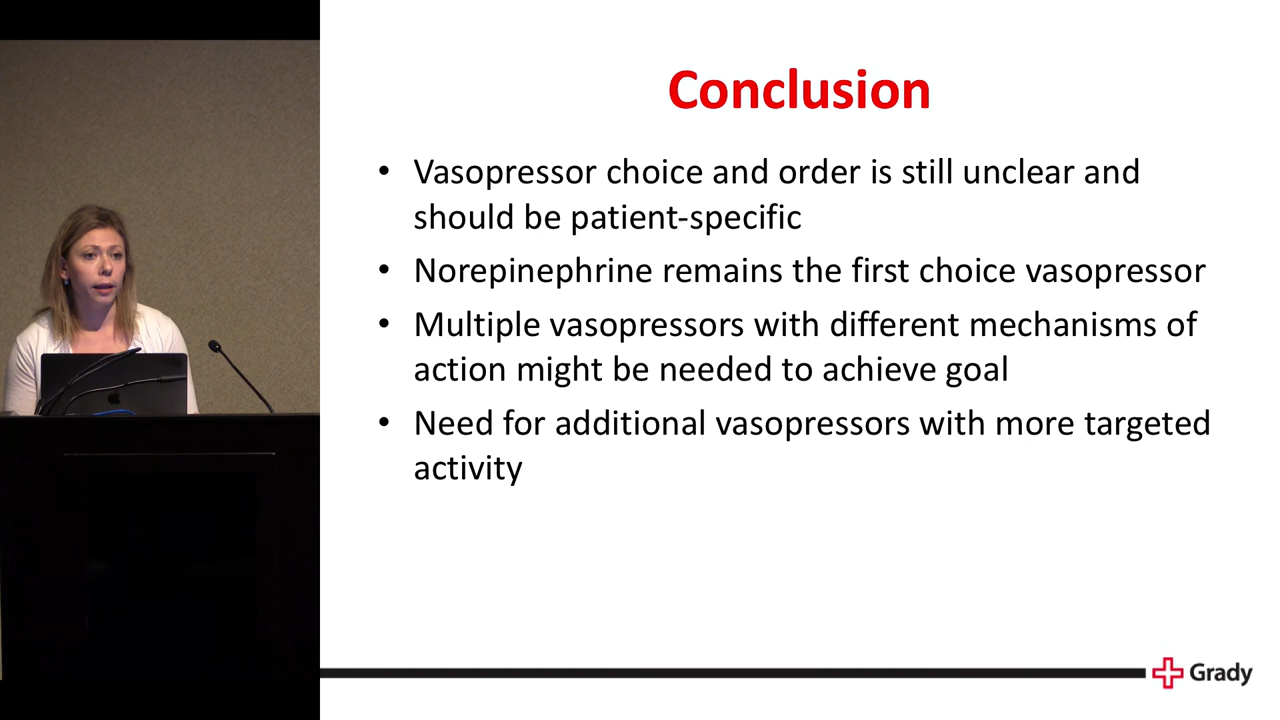 Conclusion
• Vasopressor choice and order is still unclear and
should be patient-specific
• Norepinephrine remains the first choice vasopressor
• Multiple vasopressors with different mechanisms of
action might be needed to achieve goal
• Need for additional vasopressors with more targeted
activity
Grady